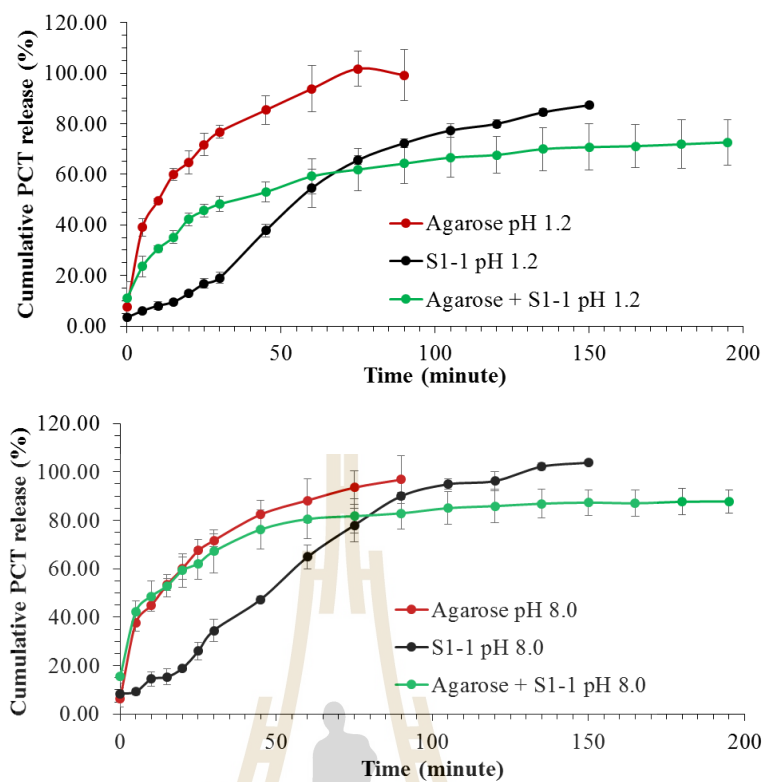 120.00
100.00
80.00
60.00
40.00
20.00
0.00
Cumulative PCT release (%)
Agarose pH 1.2
S1-1 pH 1.2
Agarose + S1-1 pH 1.2
0 50 100 150 200
Time (minute)
120.00
100.00
80.00
60.00
40.00
20.00
0.00
Cumulative PCT release (%)
Agarose pH 8.0
S1-1 pH 8.0
Agarose + S1-1 pH 8.0
0 50 100 150 200
Time (minute)